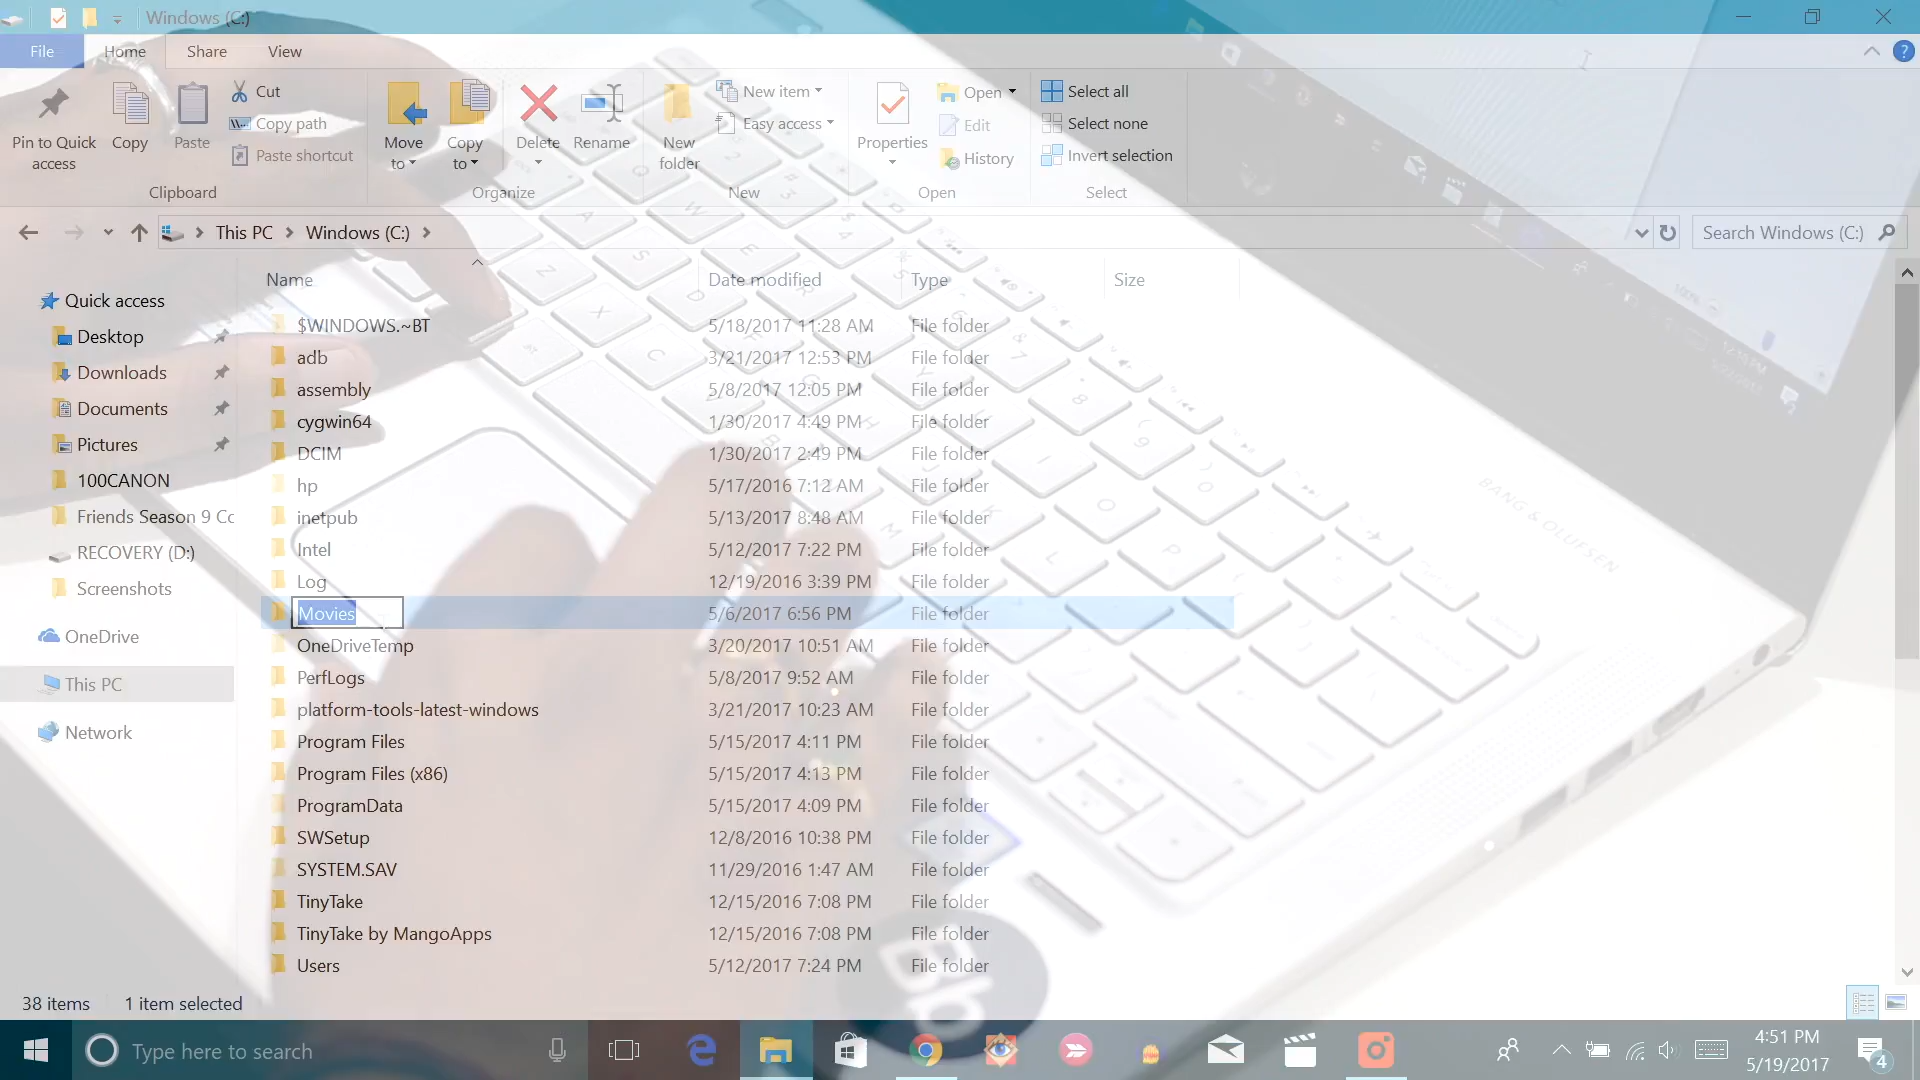 Windows (C:)
File Home Share View
Pin to Quick access
Copy
Paste
Cut
Copy path
Paste shortcut
Clipboard
Move to
Copy to
Delete
Rename
Organize
New folder
New item
Easy access
New
Properties
Open
Edit
History
Open
Select all
Select none
Invert selection
Select
This PC Windows (C:)
Search Windows (C:)
Name Date modified Type Size
Quick access
Desktop
Downloads
Documents
Pictures
100CANON
Friends Season 9 Cc
RECOVERY (D:)
Screenshots
OneDrive
This PC
Network
$WINDOWS.~BT 5/18/2017 11:28 AM File folder
adb 3/21/2017 12:53 PM File folder
assembly 5/8/2017 12:05 PM File folder
cygwin64 1/30/2017 4:49 PM File folder
DCIM 1/30/2017 2:49 PM File folder
hp 5/17/2016 7:12 AM File folder
inetpub 5/13/2017 8:48 AM File folder
Intel 5/12/2017 7:22 PM File folder
Log 12/19/2016 3:39 PM File folder
Movies 5/6/2017 6:56 PM File folder
OneDriveTemp 3/20/2017 10:51 AM File folder
PerfLogs 5/8/2017 9:52 AM File folder
platform-tools-latest-windows 3/21/2017 10:23 AM File folder
Program Files 5/15/2017 4:11 PM File folder
Program Files (x86) 5/15/2017 4:13 PM File folder
ProgramData 5/15/2017 4:09 PM File folder
SWSetup 12/8/2016 10:38 PM File folder
SYSTEM.SAV 11/29/2016 1:47 AM File folder
TinyTake 12/15/2016 7:08 PM File folder
TinyTake by MangoApps 12/15/2016 7:08 PM File folder
Users 5/12/2017 7:24 PM File folder
BANG & OLUFSEN
38 items 1 item selected
Bb
Type here to search
4:51 PM
5/19/2017
4